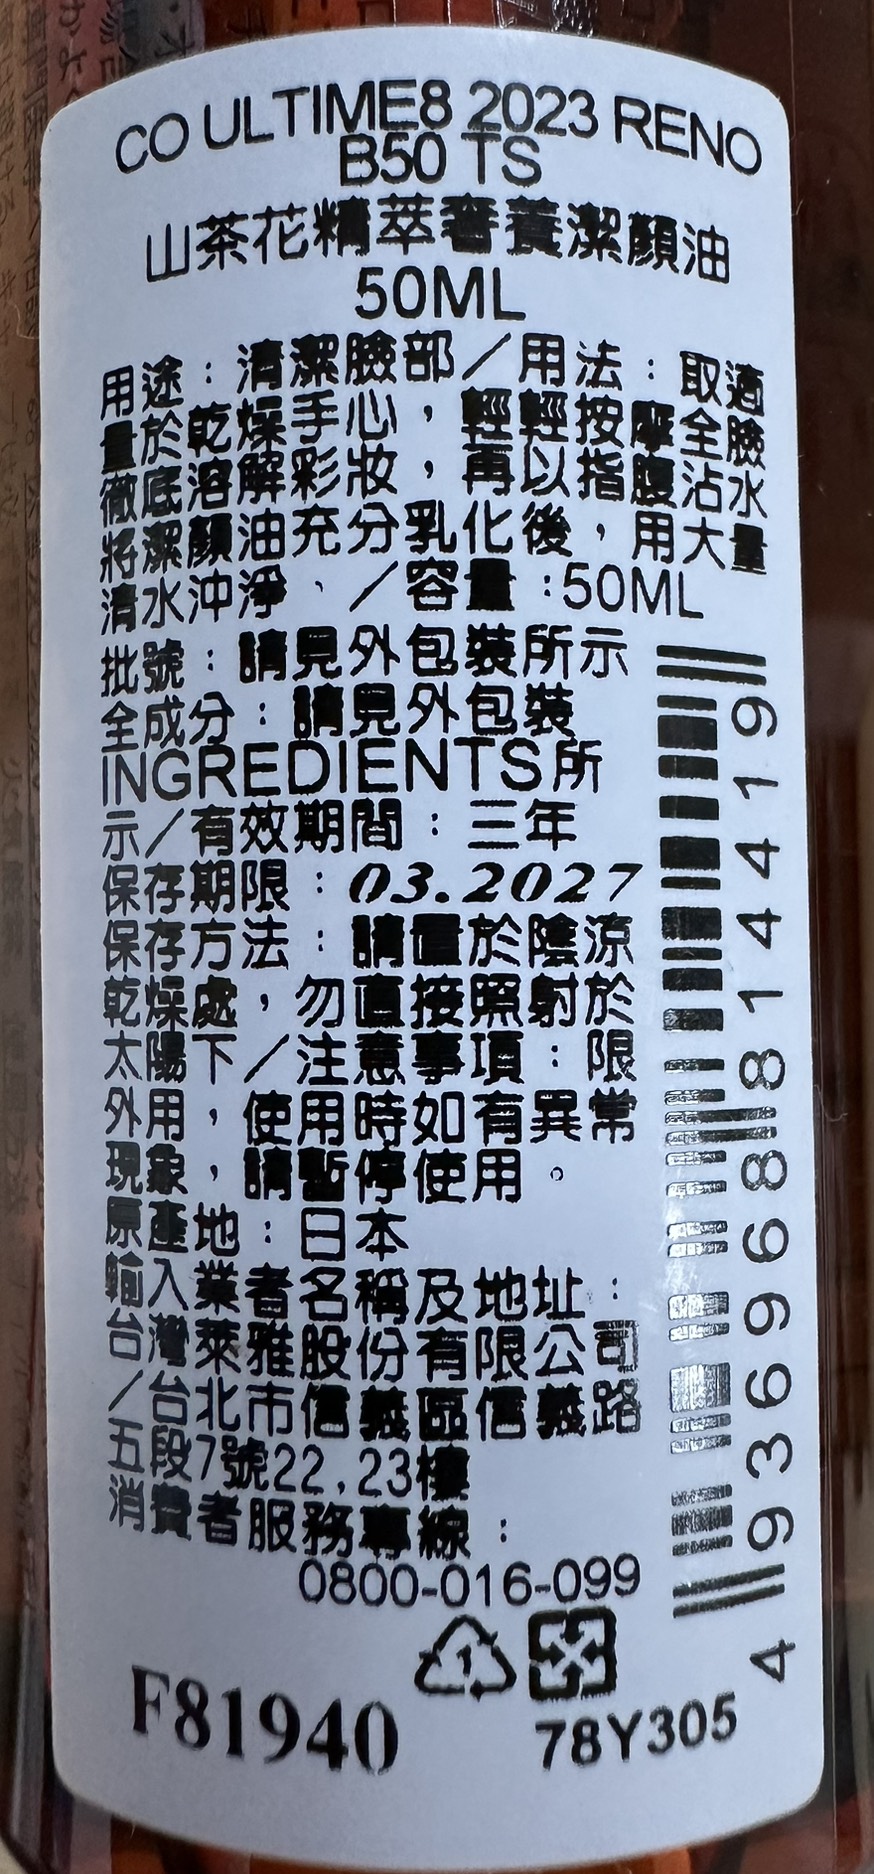 CO ULTIME8 2023 RENO
B50 TS
山茶花精萃奢養潔顏油
50ML
用途：清潔臉部／用法：取適
量於乾燥手心，輕輕按摩全臉
徹底溶解彩妝，再以指腹沾水
將潔顏油充分乳化後，用大量
清水沖淨、／容量:50ML
批號：請見外包裝所示
全成分：請見外包裝
INGREDIENTS所
示／有效期間：三年
保存期限：03.2027
保存方法：請置於陰涼
乾燥處，勿直接照射於
太陽下／注意事項：限
外用，使用時如有異常
現象，請暫停使用。
原產地：日本
輸入業者名稱及地址：
台灣萊雅股份有限公司
／台北市信義區信義路
五段7號22,23樓
消費者服務專線：
0800-016-099
1
F81940
78Y305
4936968814419